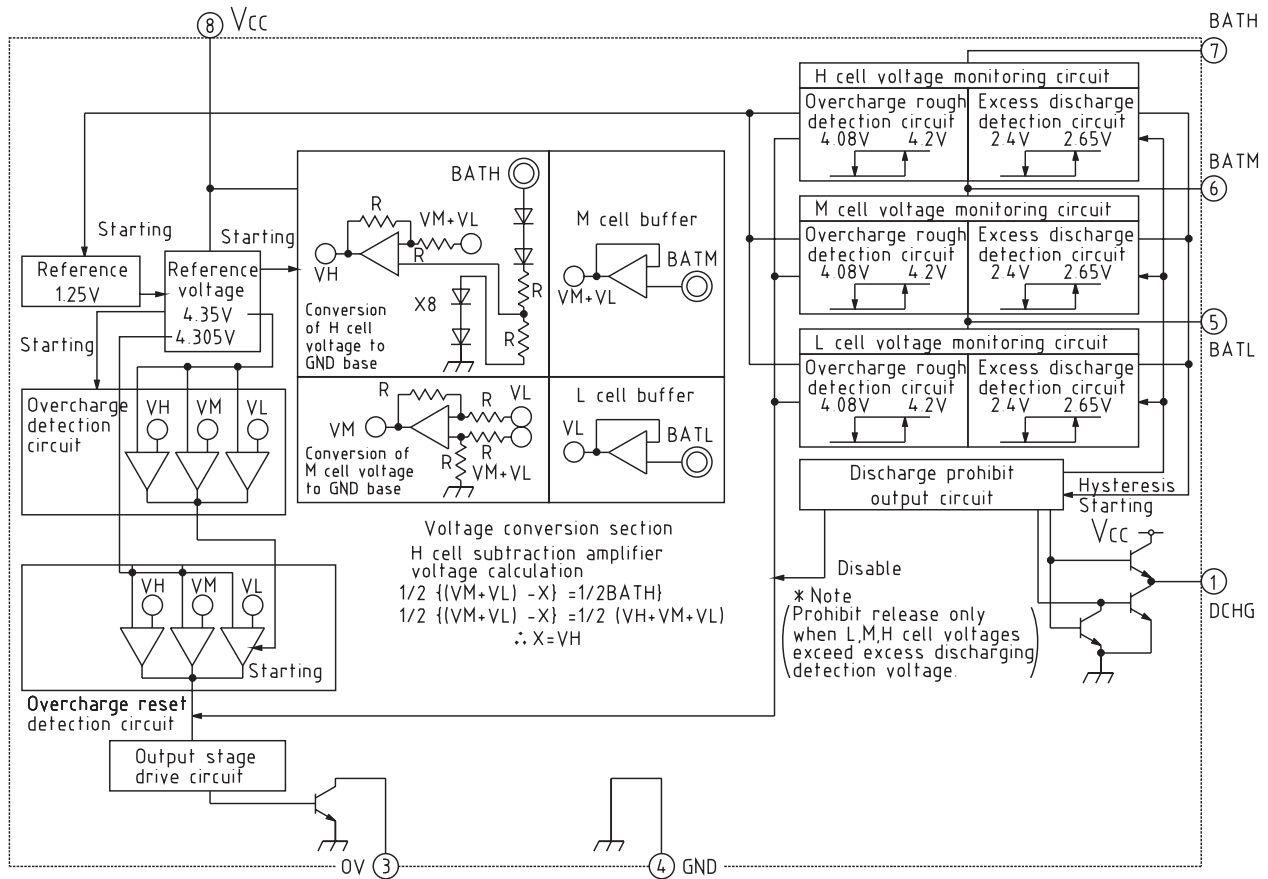 8 VCC
BATH
7
H cell voltage monitoring circuit
Overcharge rough detection circuit
4.08V 4.2V
Excess discharge detection circuit
2.4V 2.65V
BATM
6
M cell voltage monitoring circuit
Overcharge rough detection circuit
4.08V 4.2V
Excess discharge detection circuit
2.4V 2.65V
5
BATL
L cell voltage monitoring circuit
Overcharge rough detection circuit
4.08V 4.2V
Excess discharge detection circuit
2.4V 2.65V
Starting
Starting
Reference
1.25V
Reference
voltage
4.35V
4.305V
Starting
BATH
R
VM+VL
R
VH
R
X8
R
Conversion
of H cell
voltage to
GND base
M cell buffer
BATM
VM+VL
R
VL
R
VM
R
R
VM+VL
Conversion of
M cell voltage
to GND base
L cell buffer
VL
BATL
Overcharge
detection
circuit
VH VM VL
Voltage conversion section
H cell subtraction amplifier
voltage calculation
1/2 {(VM+VL) -X} =1/2BATH}
1/2 {(VM+VL) -X} =1/2 (VH+VM+VL)
∴ X=VH
Discharge prohibit
output circuit
Hysteresis
Starting
VCC
Disable
1
DCHG
* Note
(Prohibit release only
when L,M,H cell voltages
exceed excess discharging
detection voltage.)
VH VM VL
Starting
Overcharge reset
detection circuit
Output stage
drive circuit
OV 3
4 GND